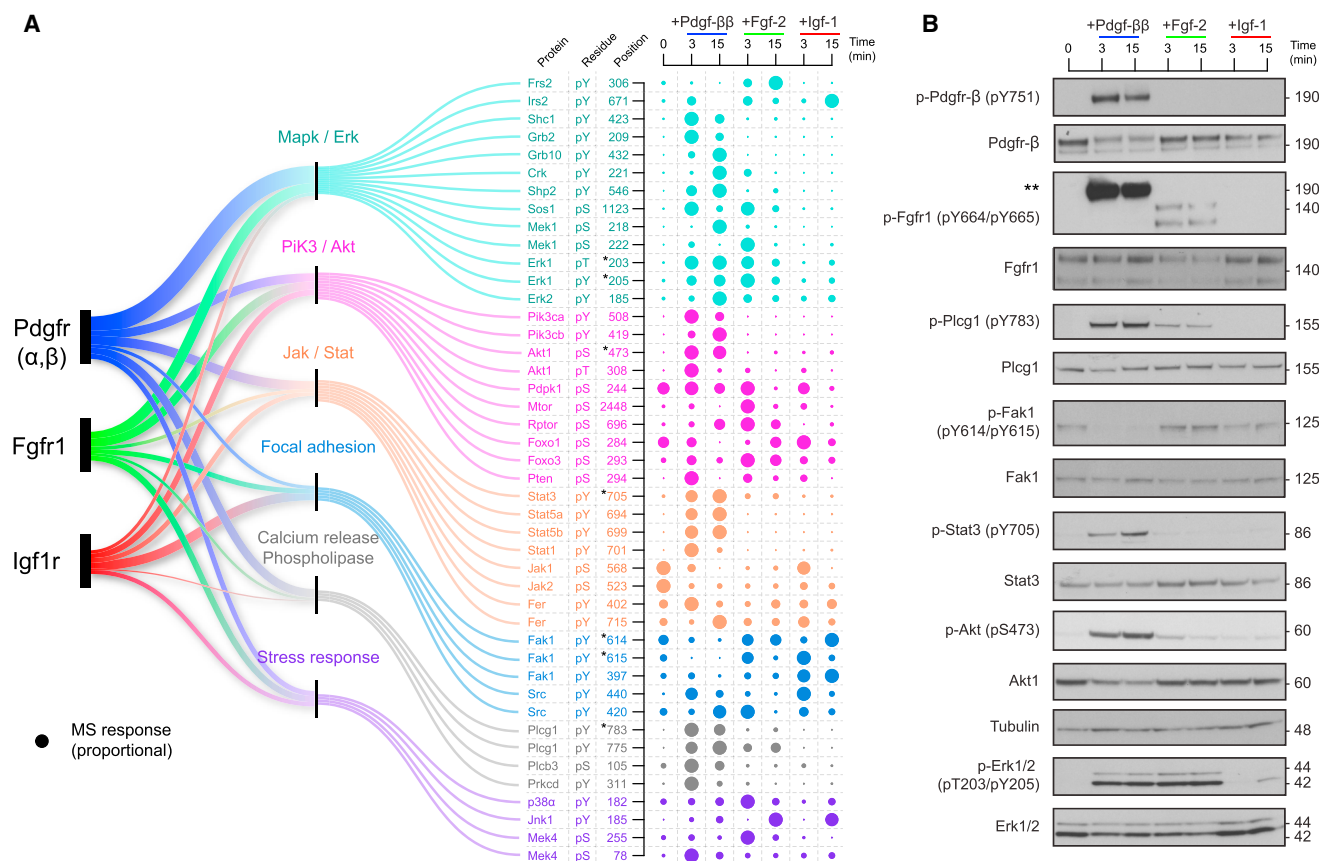 A
+Pdgf-ββ +Fgf-2 +Igf-1
Protein Residue Position 0 3 15 3 15 3 15 Time (min)
Frs2 pY 306
Irs2 pY 671
Shc1 pY 423
Grb2 pY 209
Grb10 pY 432
Crk pY 221
Shp2 pY 546
Sos1 pS 1123
Mek1 pS 218
Mek1 pS 222
Erk1 pT *203
Erk1 pY *205
Erk2 pY 185
Pik3ca pY 508
Pik3cb pY 419
Akt1 pS *473
Akt1 pT 308
Pdpk1 pS 244
Mtor pS 2448
Rptor pS 696
Foxo1 pS 284
Foxo3 pS 293
Pten pS 294
Stat3 pY *705
Stat5a pY 694
Stat5b pY 699
Stat1 pY 701
Jak1 pS 568
Jak2 pS 523
Fer pY 402
Fer pY 715
Fak1 pY *614
Fak1 pY *615
Fak1 pY 397
Src pY 440
Src pY 420
Plcg1 pY *783
Plcg1 pY 775
Plcb3 pS 105
Prkcd pY 311
p38α pY 182
Jnk1 pY 185
Mek4 pS 255
Mek4 pS 78
Mapk / Erk
PiK3 / Akt
Jak / Stat
Focal adhesion
Calcium release
Phospholipase
Stress response
Pdgfr
(α,β)
Fgfr1
Igf1r
MS response
(proportional)
B
+Pdgf-ββ +Fgf-2 +Igf-1
0 3 15 3 15 3 15 Time
(min)
p-Pdgfr-β (pY751) 190
Pdgfr-β 190
** 190
140
p-Fgfr1 (pY664/pY665)
Fgfr1 140
p-Plcg1 (pY783) 155
Plcg1 155
p-Fak1
(pY614/pY615) 125
Fak1 125
p-Stat3 (pY705) 86
Stat3 86
p-Akt (pS473) 60
Akt1 60
Tubulin 48
p-Erk1/2 44
(pT203/pY205) 42
Erk1/2 44
42